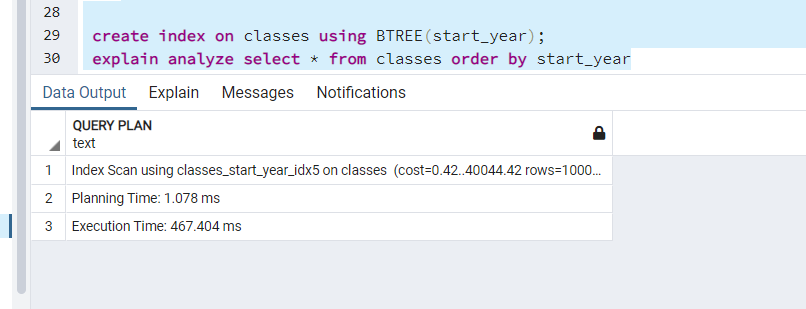 28
29 create index on classes using BTREE(start_year);
30 explain analyze select * from classes order by start_year
Data Output Explain Messages Notifications
QUERY PLAN
text
1 Index Scan using classes_start_year_idx5 on classes (cost=0.42..40044.42 rows=1000...
2 Planning Time: 1.078 ms
3 Execution Time: 467.404 ms